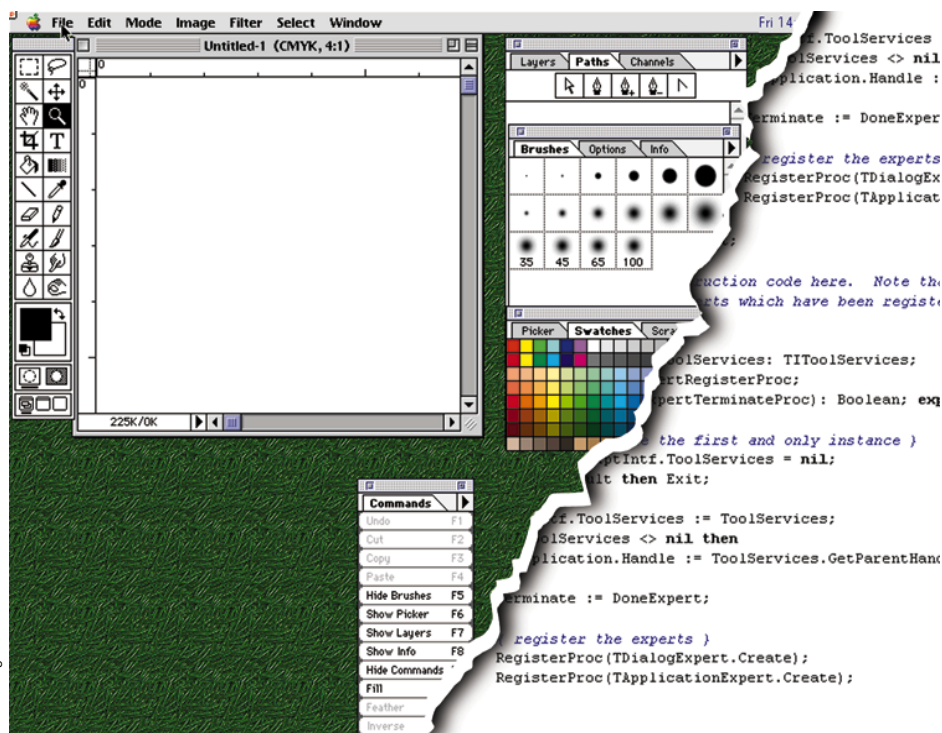 File Edit Mode Image Filter Select Window
Fri 14
Untitled-1 (CMYK, 4:1)
0
0
T
225K/0K
Layers Paths Channels
Brushes Options Info
35 45 65 100
Picker Swatches Scra
Commands
Undo F1
Cut F2
Copy F3
Paste F4
Hide Brushes F5
Show Picker F6
Show Layers F7
Show Info F8
Hide Commands
Fill
Feather
Inverse
.ToolServices
olServices <> nil
plication.Handle :
erminate := DoneExper
register the experts
RegisterProc(TDialogEx
RegisterProc(TApplicat
;
uction code here. Note tha
rts which have been registe
oolServices: TIToolServices;
ertRegisterProc;
pertTerminateProc): Boolean; exp
the first and only instance }
ptIntf.ToolServices = nil;
ult then Exit;
f.ToolServices := ToolServices;
olServices <> nil then
plication.Handle := ToolServices.GetParentHand
erminate := DoneExpert;
register the experts }
RegisterProc(TDialogExpert.Create);
RegisterProc(TApplicationExpert.Create);